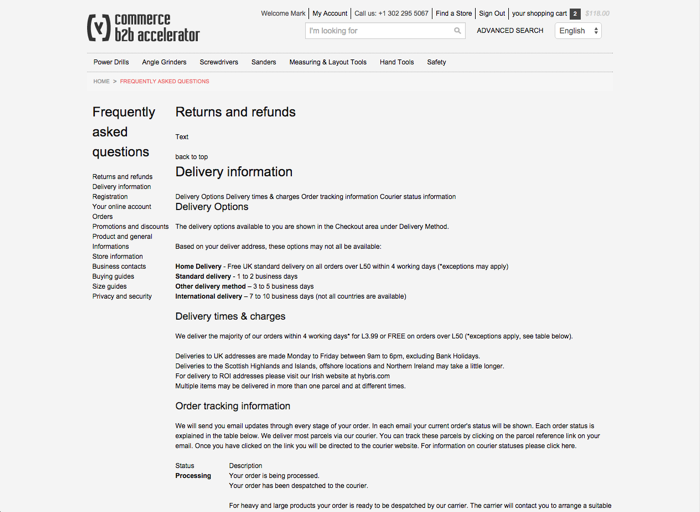 commerce
b2b accelerator
Welcome Mark My Account Call us: +1 302 295 5067 Find a Store Sign Out your shopping cart 2 $118.00
I'm looking for ADVANCED SEARCH English
Power Drills Angle Grinders Screwdrivers Sanders Measuring & Layout Tools Hand Tools Safety
HOME > FREQUENTLY ASKED QUESTIONS
Frequently
asked
questions
Returns and refunds
Delivery information
Registration
Your online account
Orders
Promotions and discounts
Product and general
Informations
Store information
Business contacts
Buying guides
Size guides
Privacy and security
Returns and refunds
Text
back to top
Delivery information
Delivery Options Delivery times & charges Order tracking information Courier status information
Delivery Options
The delivery options available to you are shown in the Checkout area under Delivery Method.
Based on your deliver address, these options may not all be available:
Home Delivery - Free UK standard delivery on all orders over L50 within 4 working days (*exceptions may apply)
Standard delivery - 1 to 2 business days
Other delivery method – 3 to 5 business days
International delivery – 7 to 10 business days (not all countries are available)
Delivery times & charges
We deliver the majority of our orders within 4 working days* for L3.99 or FREE on orders over L50 (*exceptions apply, see table below).
Deliveries to UK addresses are made Monday to Friday between 9am to 6pm, excluding Bank Holidays.
Deliveries to the Scottish Highlands and Islands, offshore locations and Northern Ireland may take a little longer.
For delivery to ROI addresses please visit our Irish website at hybris.com
Multiple items may be delivered in more than one parcel and at different times.
Order tracking information
We will send you email updates through every stage of your order. In each email your current order's status will be shown. Each order status is
explained in the table below. We deliver most parcels via our courier. You can track these parcels by clicking on the parcel reference link on your
email. Once you have clicked on the link you will be directed to the courier website. For information on courier statuses please click here.
Status Description
Processing Your order is being processed.
Your order has been despatched to the courier.
For heavy and large products your order is ready to be despatched by our carrier. The carrier will contact you to arrange a suitable